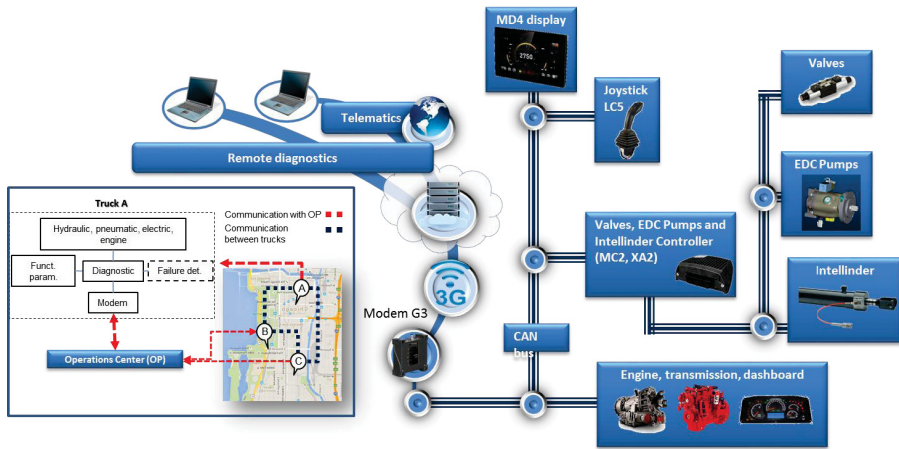 MD4 display
2750
Joystick
LC5
Valves
Telematics
Remote diagnostics
EDC Pumps
Truck A
Hydraulic, pneumatic, electric,
engine
Funct.
param.
Diagnostic
Failure det.
Modem
Operations Center (OP)
Communication with OP
Communication
between trucks
A
B
C
3G
Modem G3
Valves, EDC Pumps and
Intellinder Controller
(MC2, XA2)
Intellinder
CAN
bus
Engine, transmission, dashboard